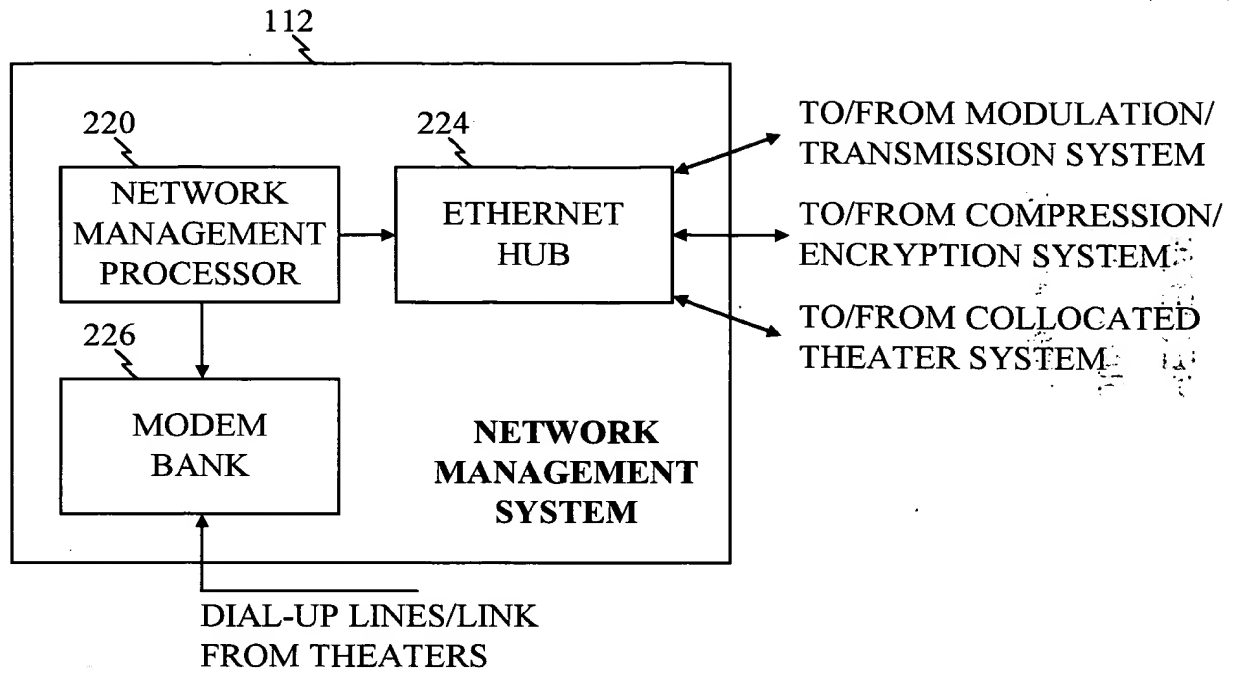 112
220
NETWORK
MANAGEMENT
PROCESSOR
224
ETHERNET
HUB
TO/FROM MODULATION/
TRANSMISSION SYSTEM
TO/FROM COMPRESSION/
ENCRYPTION SYSTEM
TO/FROM COLLOCATED
THEATER SYSTEM
226
MODEM
BANK
NETWORK
MANAGEMENT
SYSTEM
DIAL-UP LINES/LINK
FROM THEATERS